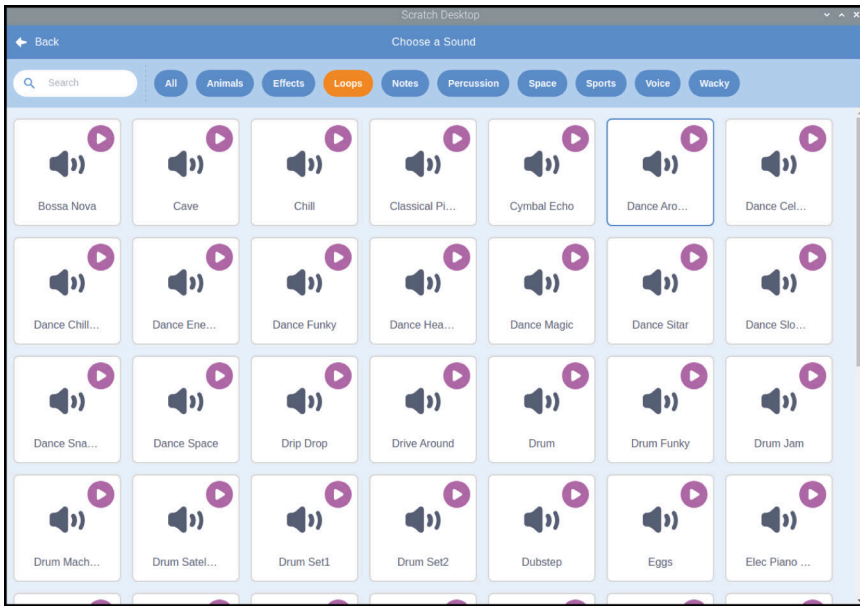 Scratch Desktop
Back
Choose a Sound
Search
All
Animals
Effects
Loops
Notes
Percussion
Space
Sports
Voice
Wacky
Bossa Nova
Cave
Chill
Classical Pi...
Cymbal Echo
Dance Aro...
Dance Cel...
Dance Chill...
Dance Ene...
Dance Funky
Dance Hea...
Dance Magic
Dance Sitar
Dance Slo...
Dance Sna...
Dance Space
Drip Drop
Drive Around
Drum
Drum Funky
Drum Jam
Drum Mach...
Drum Satel...
Drum Set1
Drum Set2
Dubstep
Eggs
Elec Piano ...